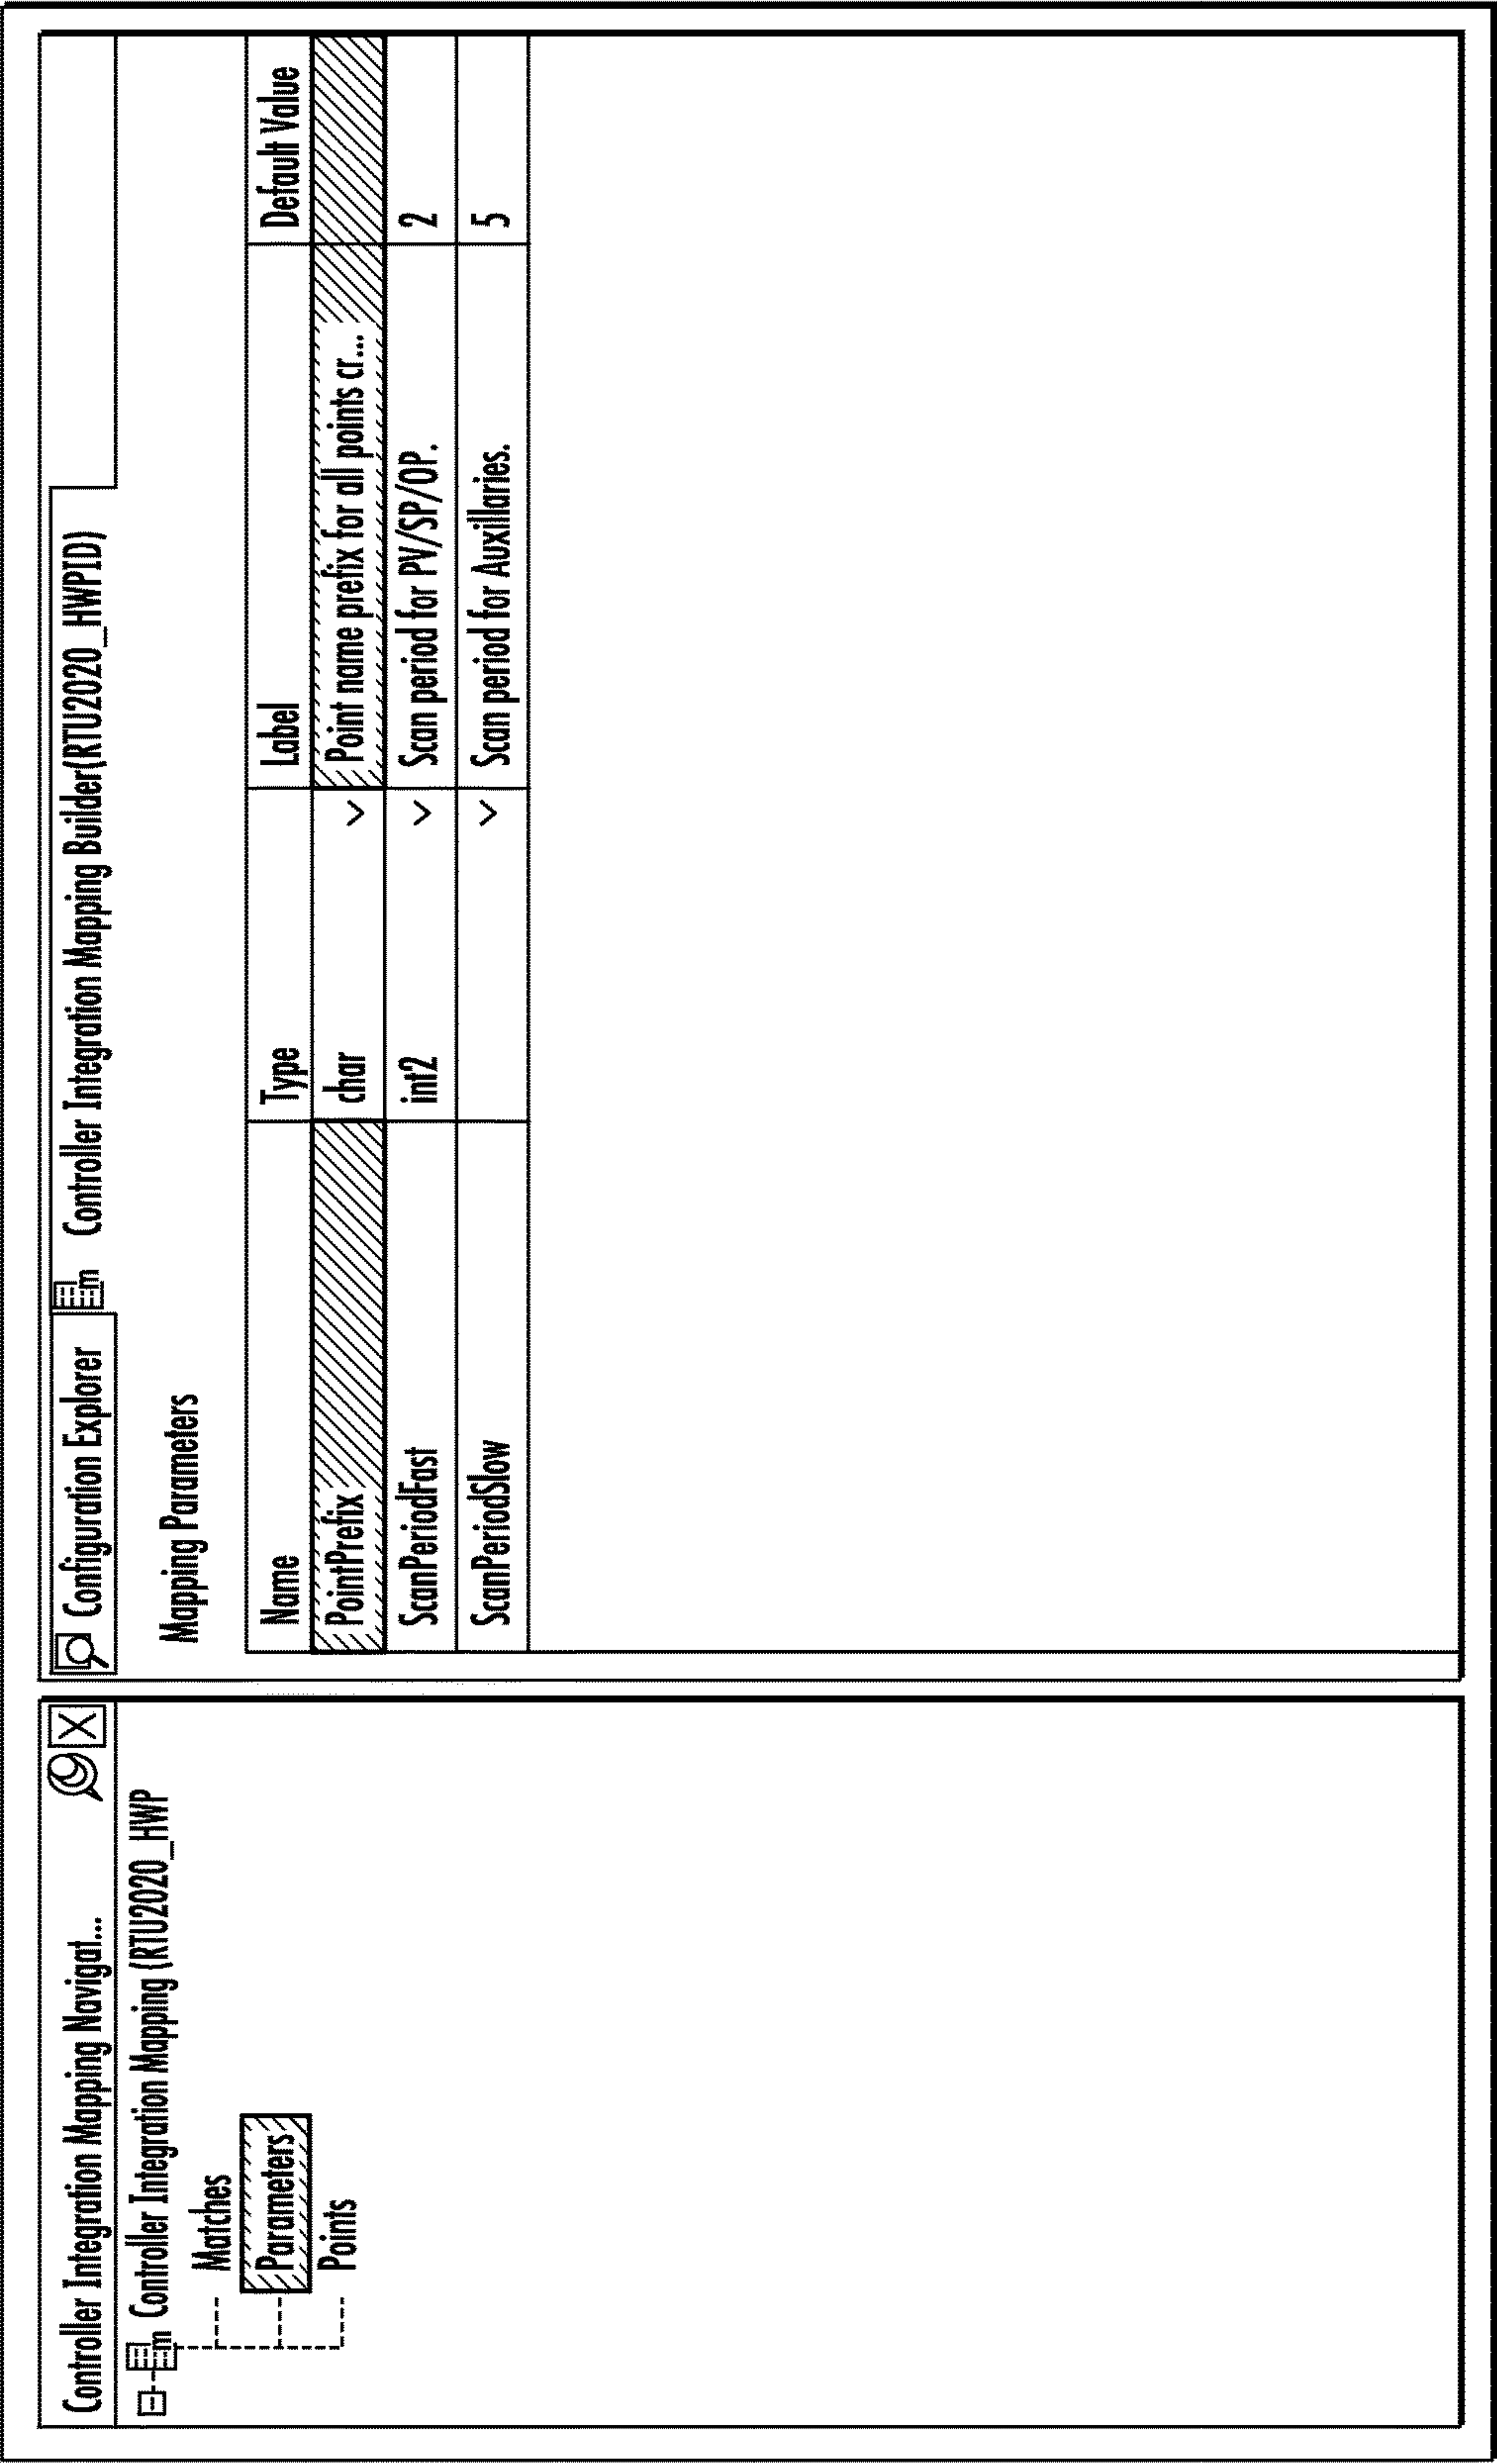 Controller Integration Mapping Navigat...
Controller Integration Mapping (RTU2020_HWP
Matches
Parameters
Points
Configuration Explorer
Controller Integration Mapping Builder(RTU2020_HWPID)
Mapping Parameters
Name Type Label Default Value
PointPrefix char Point name prefix for all points cr...
ScanPeriodFast int2 Scan period for PV/SP/OP. 2
ScanPeriodSlow Scan period for Auxillaries. 5